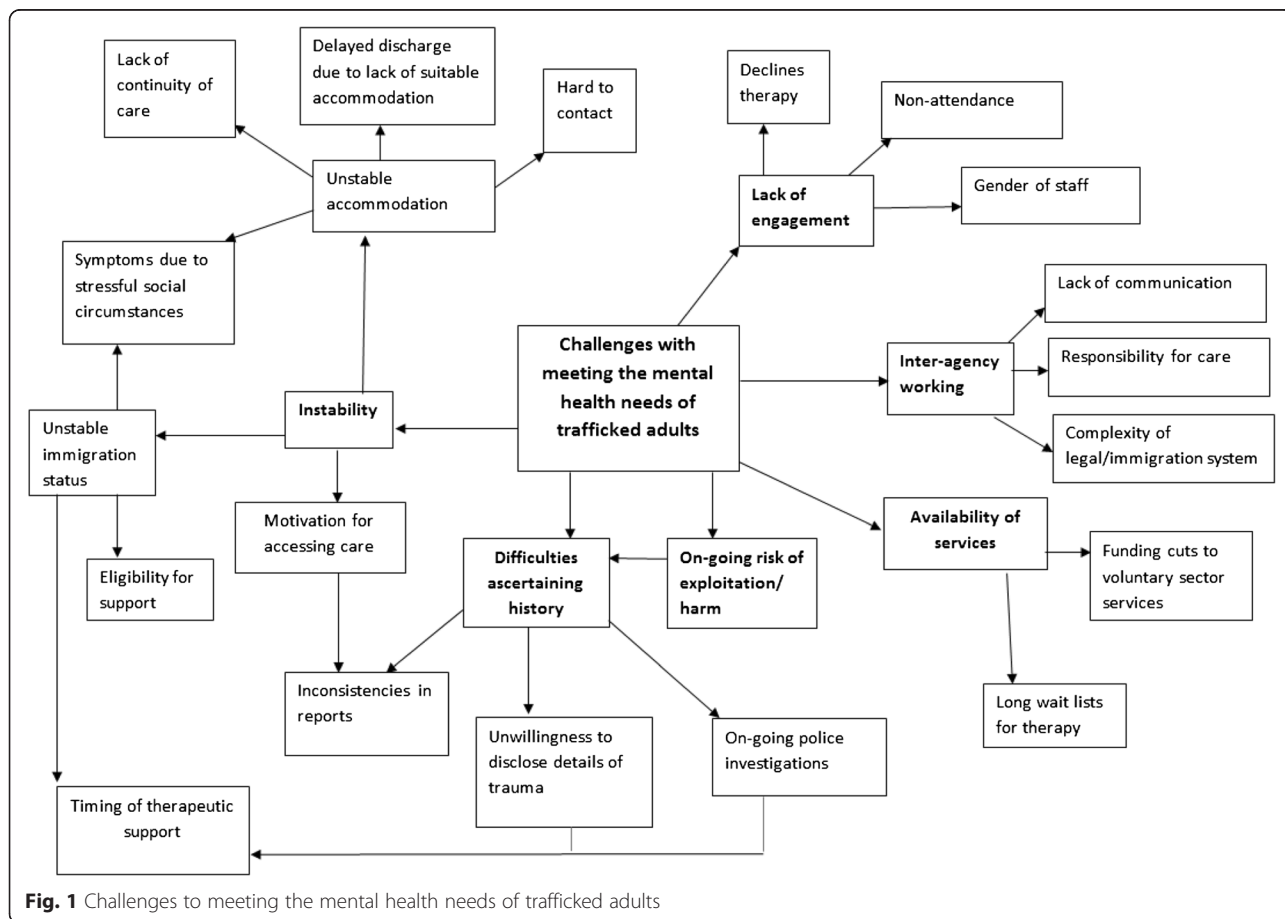 Lack of
continuity of
care
Delayed discharge
due to lack of suitable
accommodation
Hard to
contact
Declines
therapy
Non-attendance
Unstable
accommodation
Lack of
engagement
Gender of staff
Symptoms due to
stressful social
circumstances
Lack of communication
Challenges with
meeting the mental
health needs of
trafficked adults
Inter-agency
working
Responsibility for care
Instability
Unstable
immigration
status
Complexity of
legal/immigration system
Motivation for
accessing care
Availability of
services
Eligibility for
support
Difficulties
ascertaining
history
On-going risk of
exploitation/
harm
Funding cuts to
voluntary sector
services
Inconsistencies in
reports
Long wait lists
for therapy
Unwillingness to
disclose details of
trauma
On-going police
investigations
Timing of therapeutic
support
Fig. 1 Challenges to meeting the mental health needs of trafficked adults